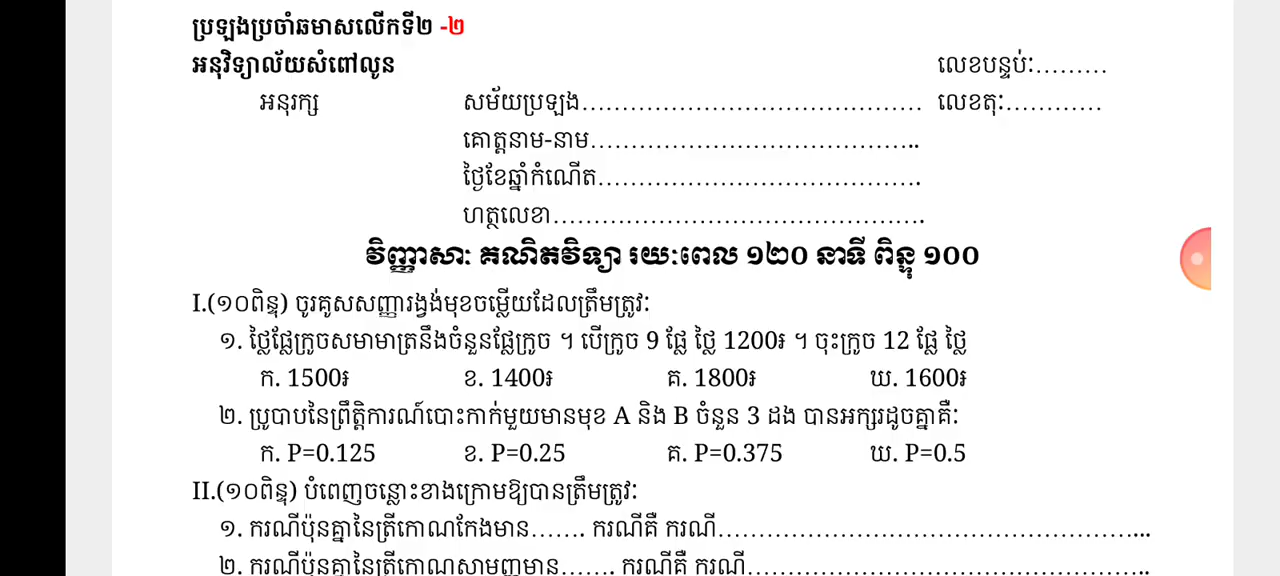 ប្រឡងប្រចាំឆមាសលើកទី២ -២
អនុវិទ្យាល័យសំពៅលូន លេខបន្ទប់ៈ.........
អនុរក្ស សម័យប្រឡង.......................................... លេខតុៈ............
គោត្តនាម-នាម........................................
ថ្ងៃខែឆ្នាំកំណើត........................................
ហត្ថលេខា..............................................
វិញ្ញាសាៈ គណិតវិទ្យា រយៈពេល ១២០ នាទី ពិន្ទុ ១០០
I.(១០ពិន្ទុ) ចូរគូសសញ្ញារង្វង់មុខចម្លើយដែលត្រឹមត្រូវៈ
១. ថ្លៃផ្លែក្រូចសមាមាត្រនឹងចំនួនផ្លែក្រូច ។ បើក្រូច 9 ផ្លែ ថ្លៃ 1200៛ ។ ចុះក្រូច 12 ផ្លែ ថ្លៃ
ក. 1500៛ ខ. 1400៛ គ. 1800៛ ឃ. 1600៛
២. ប្រូបាបនៃព្រឹត្តិការណ៍បោះកាក់មួយមានមុខ A និង B ចំនួន 3 ដង បានអក្សរដូចគ្នាគឺៈ
ក. P=0.125 ខ. P=0.25 គ. P=0.375 ឃ. P=0.5
II.(១០ពិន្ទុ) បំពេញចន្លោះខាងក្រោមឱ្យបានត្រឹមត្រូវៈ
១. ករណីប៉ុនគ្នានៃត្រីកោណកែងមាន....... ករណីគឺ ករណី......................................................
២. ករណីប៉ុនគ្នានៃត្រីកោណសាមញ្ញមាន....... ករណីគឺ ករណី..................................................